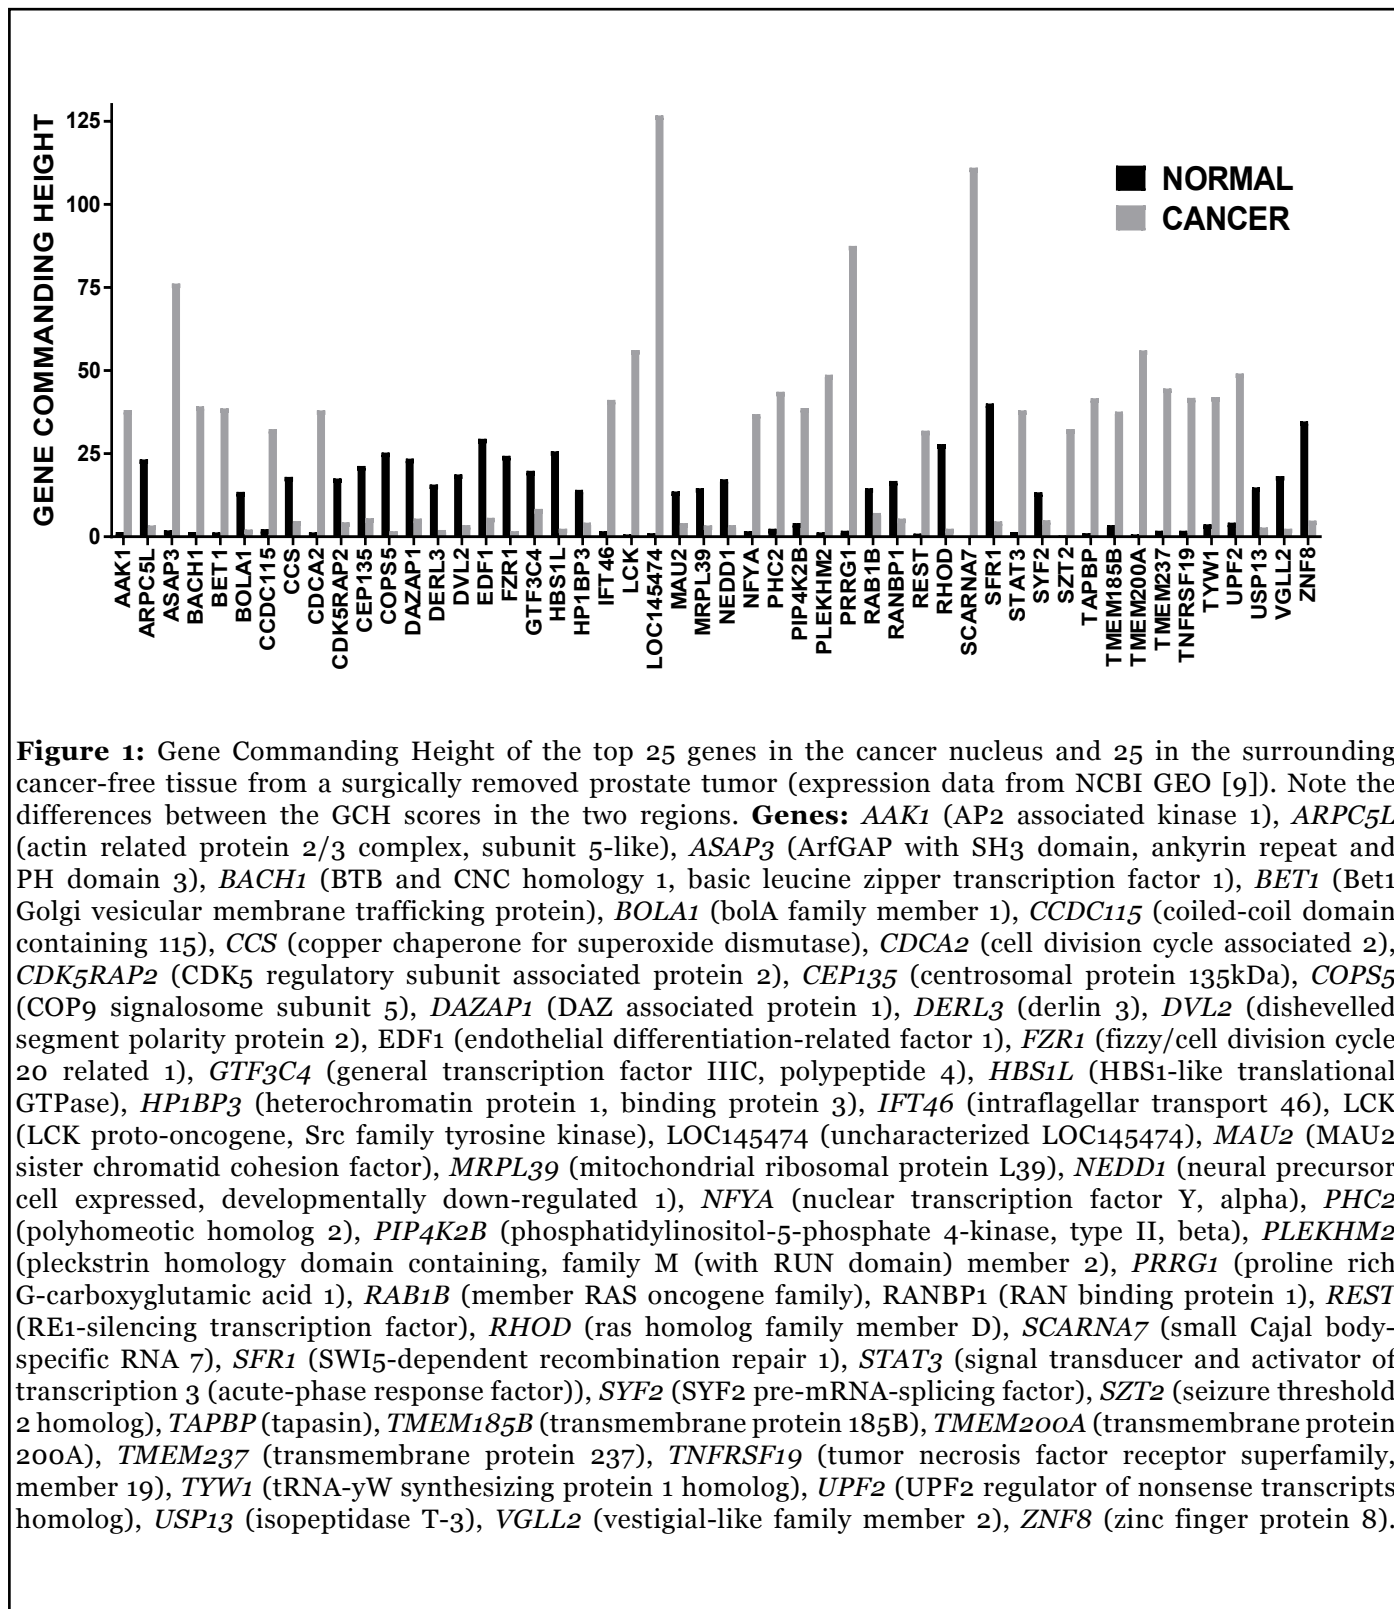 GENE COMMANDING HEIGHT
125
100
75
50
25
0
NORMAL
CANCER
AAK1
ARPC5L
ASAP3
BACH1
BET1
BOLA1
CCDC115
CCS
CDCA2
CDK5RAP2
CEP135
COPS5
DAZAP1
DERL3
DVL2
EDF1
FZR1
GTF3C4
HBS1L
HP1BP3
IFT46
LCK
LOC145474
MAU2
MRPL39
NEDD1
NFYA
PHC2
PIP4K2B
PLEKHM2
PRRG1
RAB1B
RANBP1
REST
RHOD
SCARNA7
SFR1
STAT3
SYF2
SZT2
TAPBP
TMEM185B
TMEM200A
TMEM237
TNFRSF19
TYW1
UPF2
USP13
VGLL2
ZNF8
Figure 1: Gene Commanding Height of the top 25 genes in the cancer nucleus and 25 in the surrounding
cancer-free tissue from a surgically removed prostate tumor (expression data from NCBI GEO [9]). Note the
differences between the GCH scores in the two regions. Genes: AAK1 (AP2 associated kinase 1), ARPC5L
(actin related protein 2/3 complex, subunit 5-like), ASAP3 (ArfGAP with SH3 domain, ankyrin repeat and
PH domain 3), BACH1 (BTB and CNC homology 1, basic leucine zipper transcription factor 1), BET1 (Bet1
Golgi vesicular membrane trafficking protein), BOLA1 (bolA family member 1), CCDC115 (coiled-coil domain
containing 115), CCS (copper chaperone for superoxide dismutase), CDCA2 (cell division cycle associated 2),
CDK5RAP2 (CDK5 regulatory subunit associated protein 2), CEP135 (centrosomal protein 135kDa), COPS5
(COP9 signalosome subunit 5), DAZAP1 (DAZ associated protein 1), DERL3 (derlin 3), DVL2 (dishevelled
segment polarity protein 2), EDF1 (endothelial differentiation-related factor 1), FZR1 (fizzy/cell division cycle
20 related 1), GTF3C4 (general transcription factor IIIC, polypeptide 4), HBS1L (HBS1-like translational
GTPase), HP1BP3 (heterochromatin protein 1, binding protein 3), IFT46 (intraflagellar transport 46), LCK
(LCK proto-oncogene, Src family tyrosine kinase), LOC145474 (uncharacterized LOC145474), MAU2 (MAU2
sister chromatid cohesion factor), MRPL39 (mitochondrial ribosomal protein L39), NEDD1 (neural precursor
cell expressed, developmentally down-regulated 1), NFYA (nuclear transcription factor Y, alpha), PHC2
(polyhomeotic homolog 2), PIP4K2B (phosphatidylinositol-5-phosphate 4-kinase, type II, beta), PLEKHM2
(pleckstrin homology domain containing, family M (with RUN domain) member 2), PRRG1 (proline rich
G-carboxyglutamic acid 1), RAB1B (member RAS oncogene family), RANBP1 (RAN binding protein 1), REST
(RE1-silencing transcription factor), RHOD (ras homolog family member D), SCARNA7 (small Cajal body-
specific RNA 7), SFR1 (SWI5-dependent recombination repair 1), STAT3 (signal transducer and activator of
transcription 3 (acute-phase response factor)), SYF2 (SYF2 pre-mRNA-splicing factor), SZT2 (seizure threshold
2 homolog), TAPBP (tapasin), TMEM185B (transmembrane protein 185B), TMEM200A (transmembrane protein
200A), TMEM237 (transmembrane protein 237), TNFRSF19 (tumor necrosis factor receptor superfamily,
member 19), TYW1 (tRNA-yW synthesizing protein 1 homolog), UPF2 (UPF2 regulator of nonsense transcripts
homolog), USP13 (isopeptidase T-3), VGLL2 (vestigial-like family member 2), ZNF8 (zinc finger protein 8).